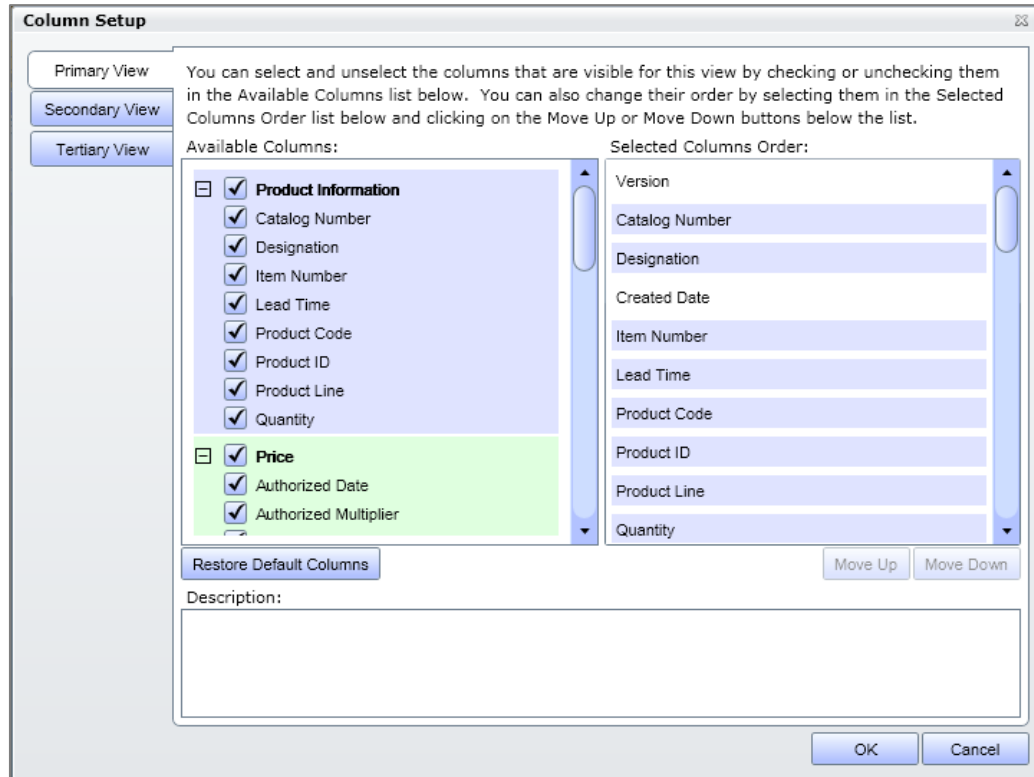 Column Setup
Primary View
Secondary View
Tertiary View
You can select and unselect the columns that are visible for this view by checking or unchecking them
in the Available Columns list below. You can also change their order by selecting them in the Selected
Columns Order list below and clicking on the Move Up or Move Down buttons below the list.
Available Columns:
Product Information
Catalog Number
Designation
Item Number
Lead Time
Product Code
Product ID
Product Line
Quantity
Price
Authorized Date
Authorized Multiplier
Restore Default Columns
Selected Columns Order:
Version
Catalog Number
Designation
Created Date
Item Number
Lead Time
Product Code
Product ID
Product Line
Quantity
Move Up
Move Down
Description:
OK
Cancel